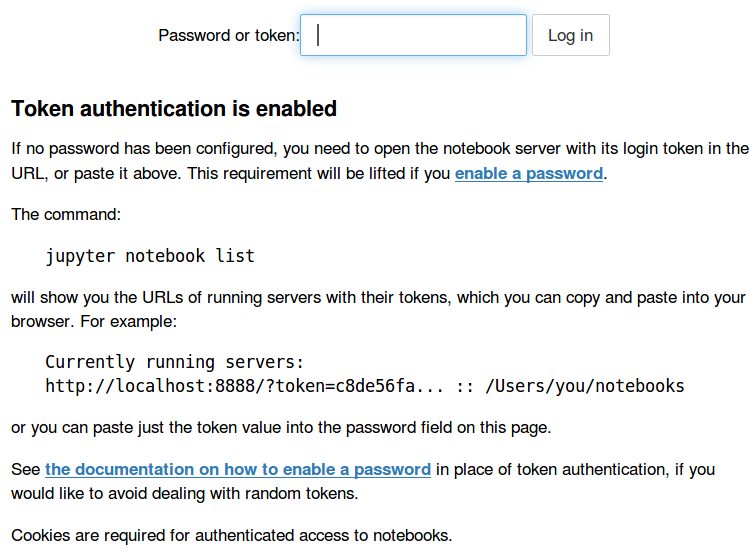 Password or token: Log in
Token authentication is enabled
If no password has been configured, you need to open the notebook server with its login token in the
URL, or paste it above. This requirement will be lifted if you enable a password.
The command:
jupyter notebook list
will show you the URLs of running servers with their tokens, which you can copy and paste into your
browser. For example:
Currently running servers:
http://localhost:8888/?token=c8de56fa... :: /Users/you/notebooks
or you can paste just the token value into the password field on this page.
See the documentation on how to enable a password in place of token authentication, if you
would like to avoid dealing with random tokens.
Cookies are required for authenticated access to notebooks.